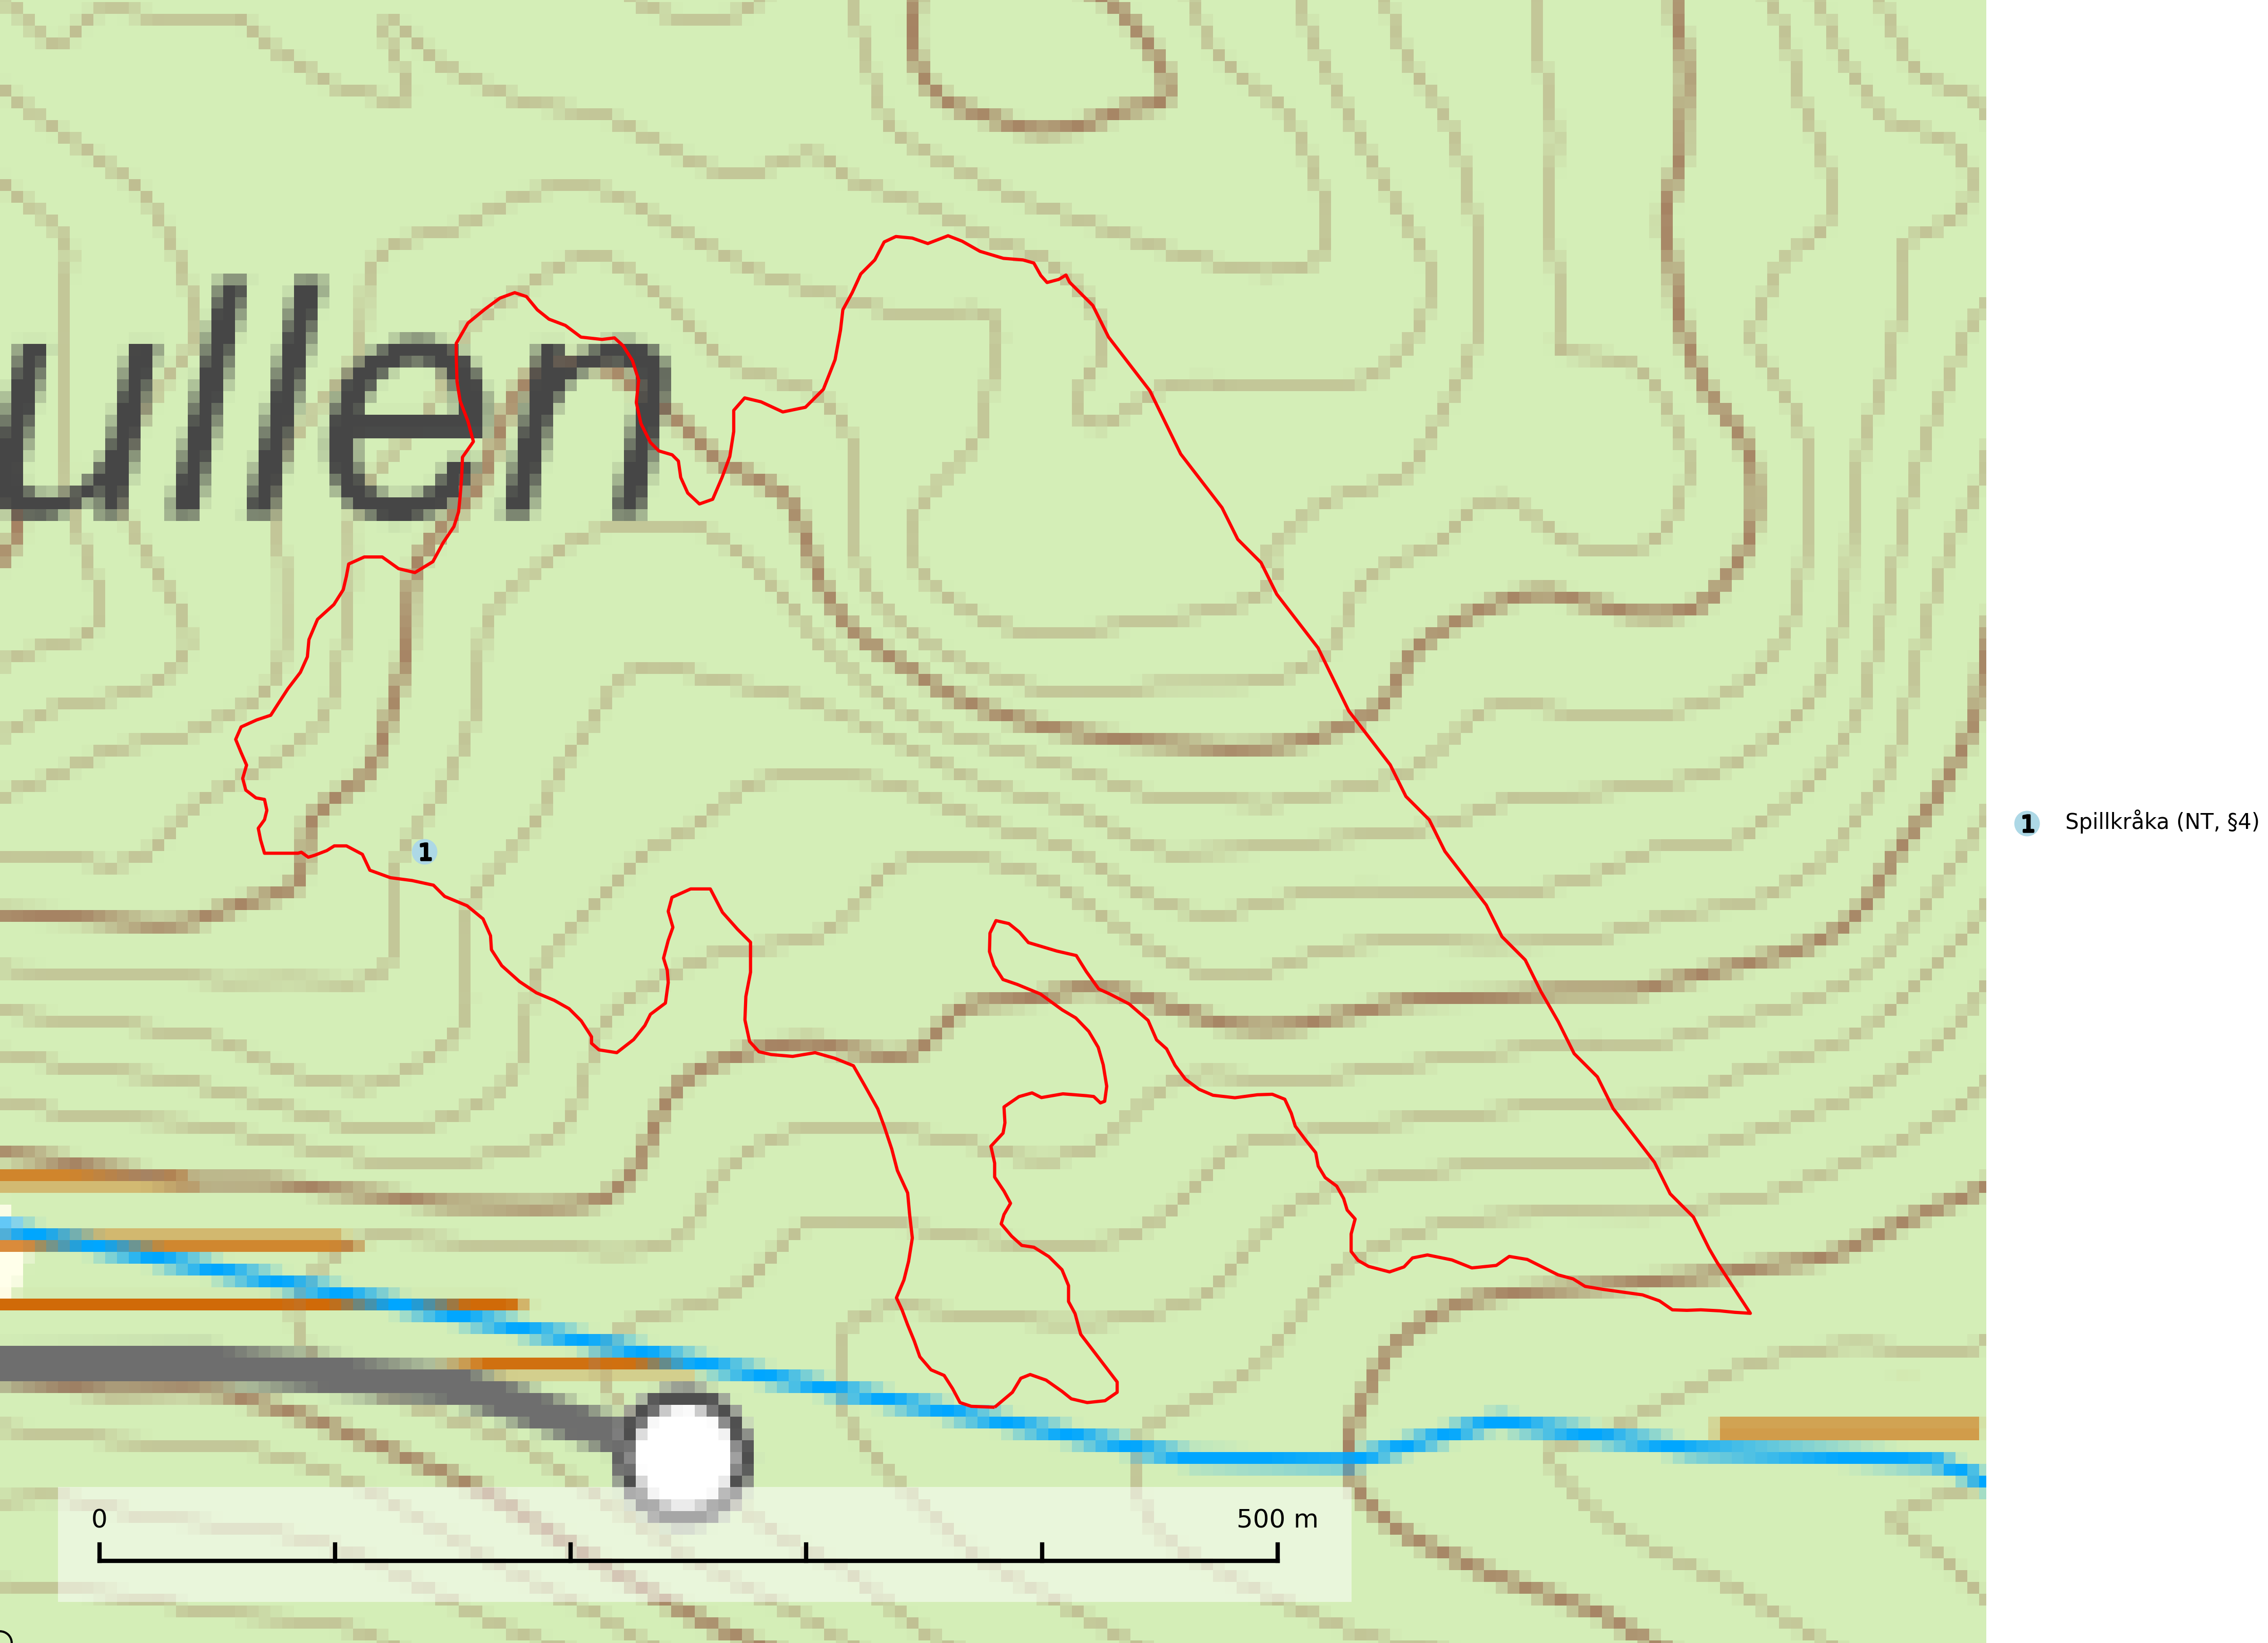 ullen
1
1 Spillkråka (NT, §4)
0 500 m